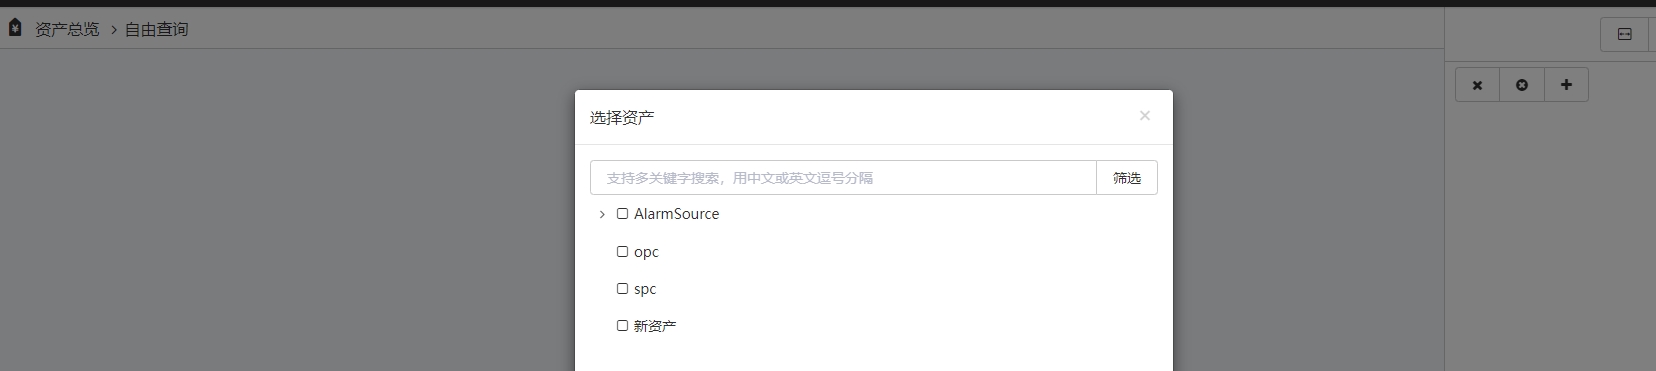 资产总览 > 自由查询
选择资产 ×
支持多关键字搜索，用中文或英文逗号分隔 筛选
AlarmSource
opc
spc
新资产